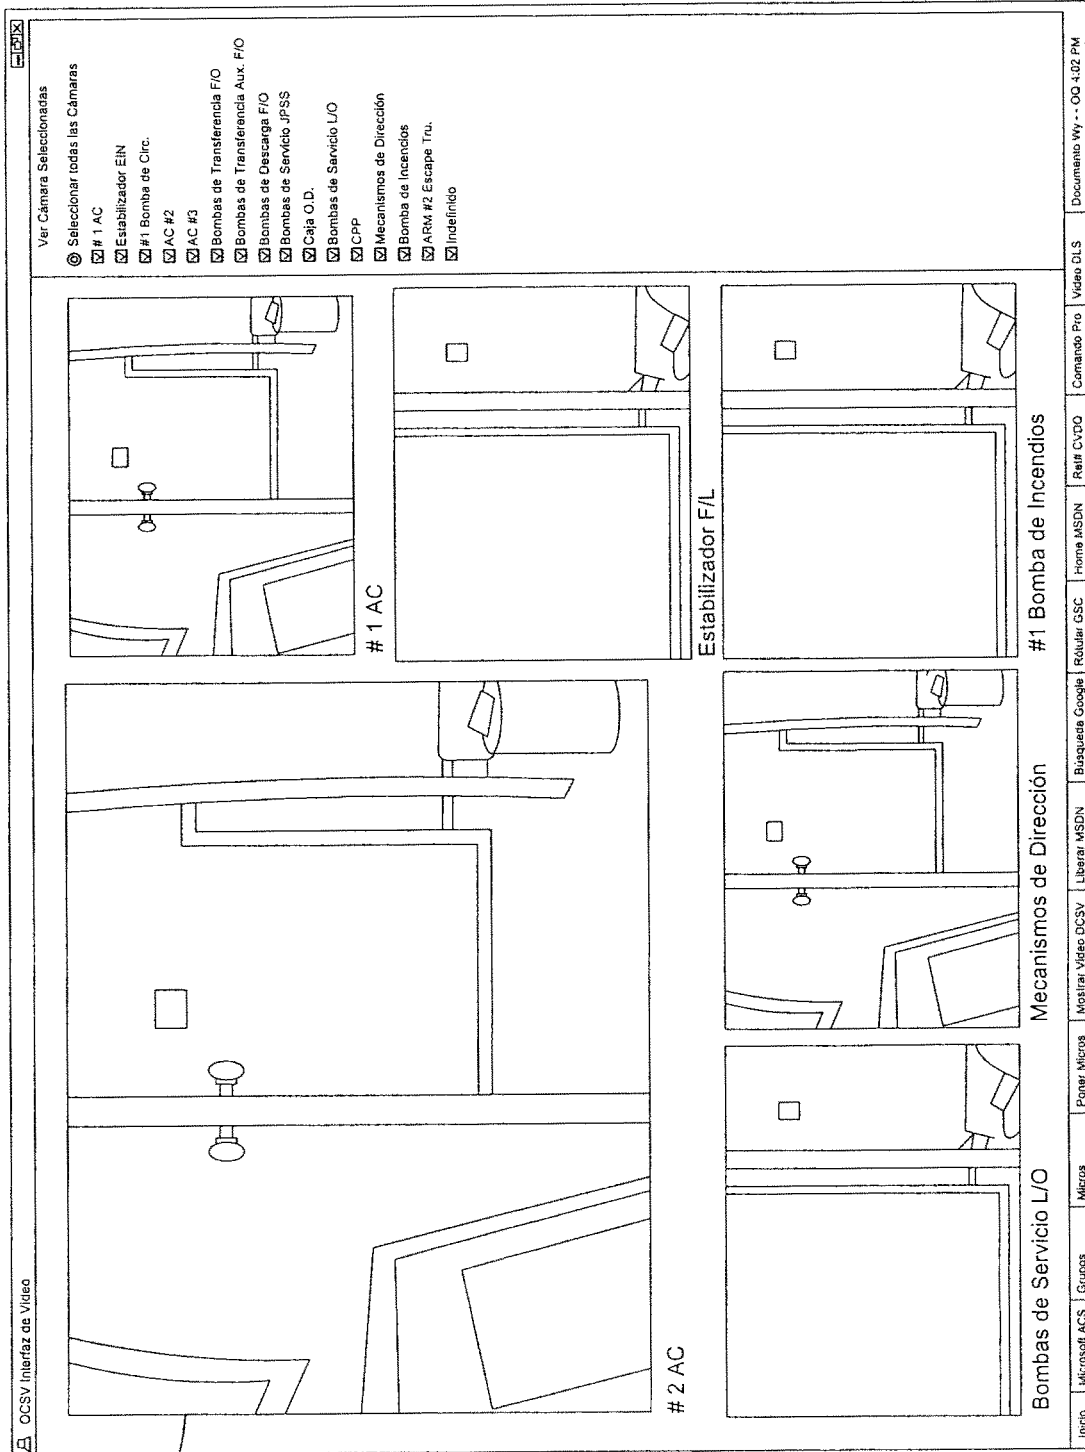 OCSV Interfaz de Video
# 2 AC
# 1 AC
Estabilizador F/L
Bombas de Servicio L/O
Mecanismos de Dirección
#1 Bomba de Incendios
Ver Cámara Seleccionadas
Seleccionar todas las Cámaras
# 1 AC
Estabilizador EIN
#1 Bomba de Circ.
AC #2
AC #3
Bombas de Transferencia F/O
Bombas de Transferencia Aux. F/O
Bombas de Descarga F/O
Bombas de Servicio JPSS
Caja O.D.
Bombas de Servicio L/O
CPP
Mecanismos de Dirección
Bomba de Incendios
ARM #2 Escape Tru.
Indefinido
Inicio
Microsoft ACS
Grupos
Micros
Poner Micros
Mostrar Video DCSV
Liberar MSDN
Búsqueda Google
Rótular GSC
Home MSDN
Rel# CVDQ
Comando Pro
Video DLS
Documento Wy - - OQ 4:02 PM